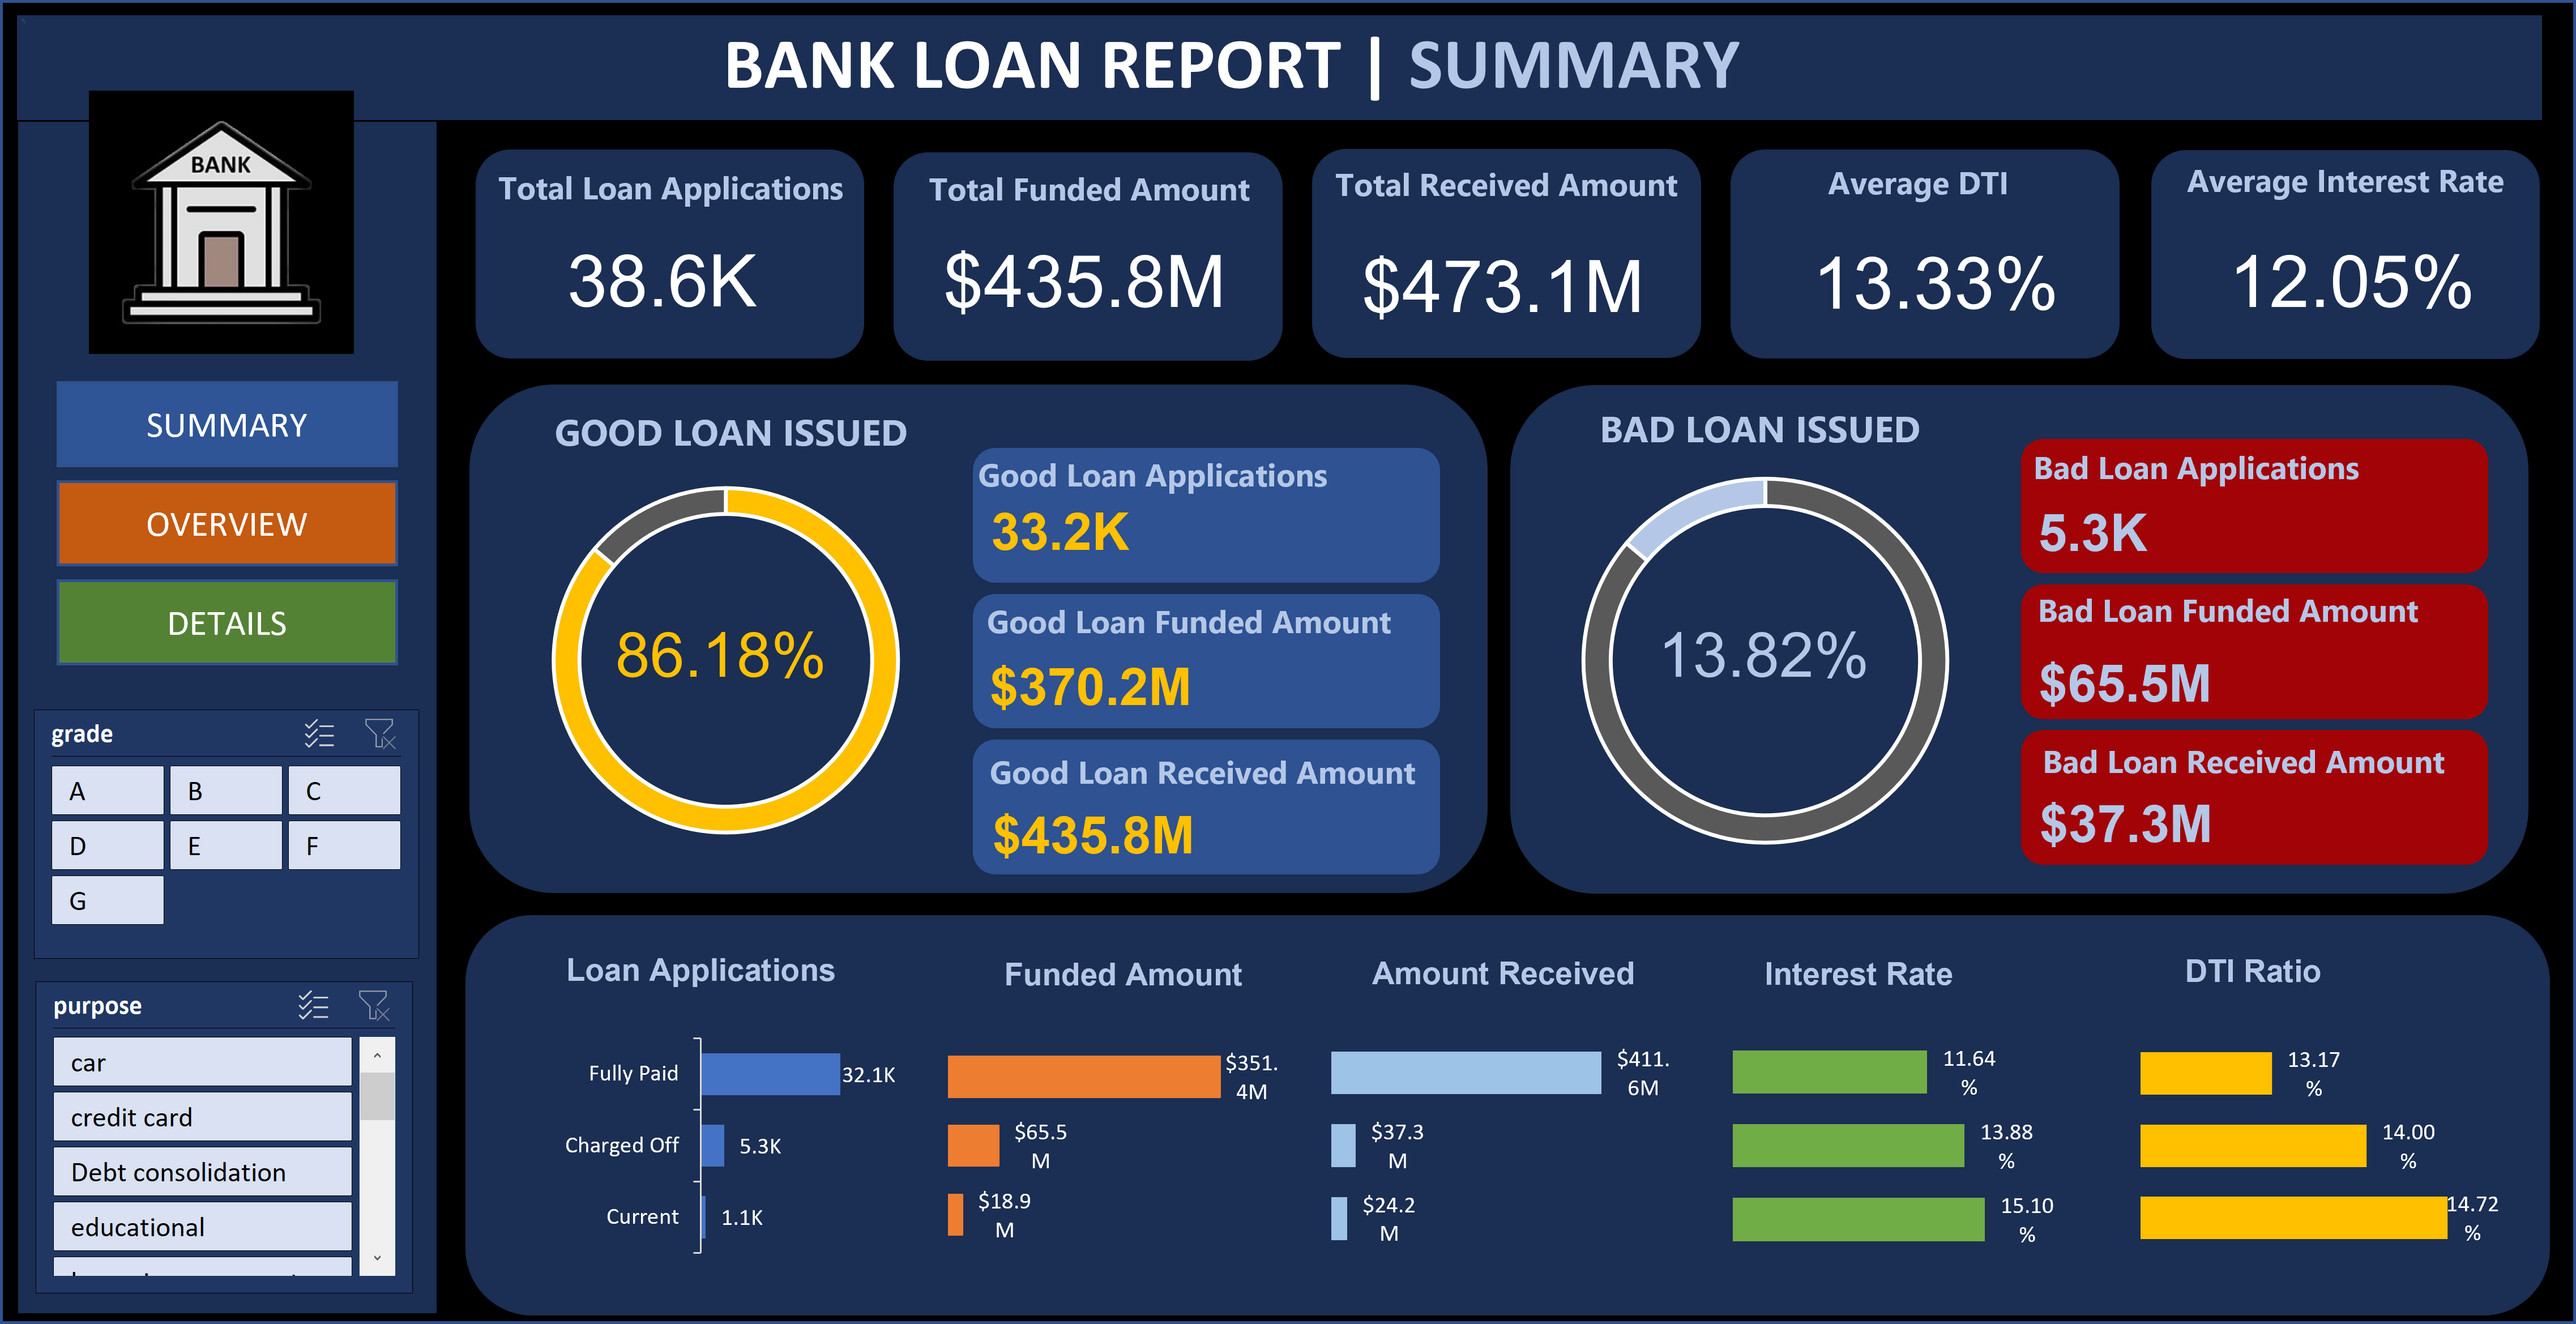 BANK LOAN REPORT | SUMMARY
BANK
SUMMARY
OVERVIEW
DETAILS
grade
A B C
D E F
G
purpose
car
credit card
Debt consolidation
educational
Total Loan Applications
38.6K
Total Funded Amount
$435.8M
Total Received Amount
$473.1M
Average DTI
13.33%
Average Interest Rate
12.05%
GOOD LOAN ISSUED
86.18%
Good Loan Applications
33.2K
Good Loan Funded Amount
$370.2M
Good Loan Received Amount
$435.8M
BAD LOAN ISSUED
13.82%
Bad Loan Applications
5.3K
Bad Loan Funded Amount
$65.5M
Bad Loan Received Amount
$37.3M
Loan Applications
Fully Paid 32.1K
Charged Off 5.3K
Current 1.1K
Funded Amount
$351.
4M
$65.5
M
$18.9
M
Amount Received
$411.
6M
$37.3
M
$24.2
M
Interest Rate
11.64
%
13.88
%
15.10
%
DTI Ratio
13.17
%
14.00
%
14.72
%